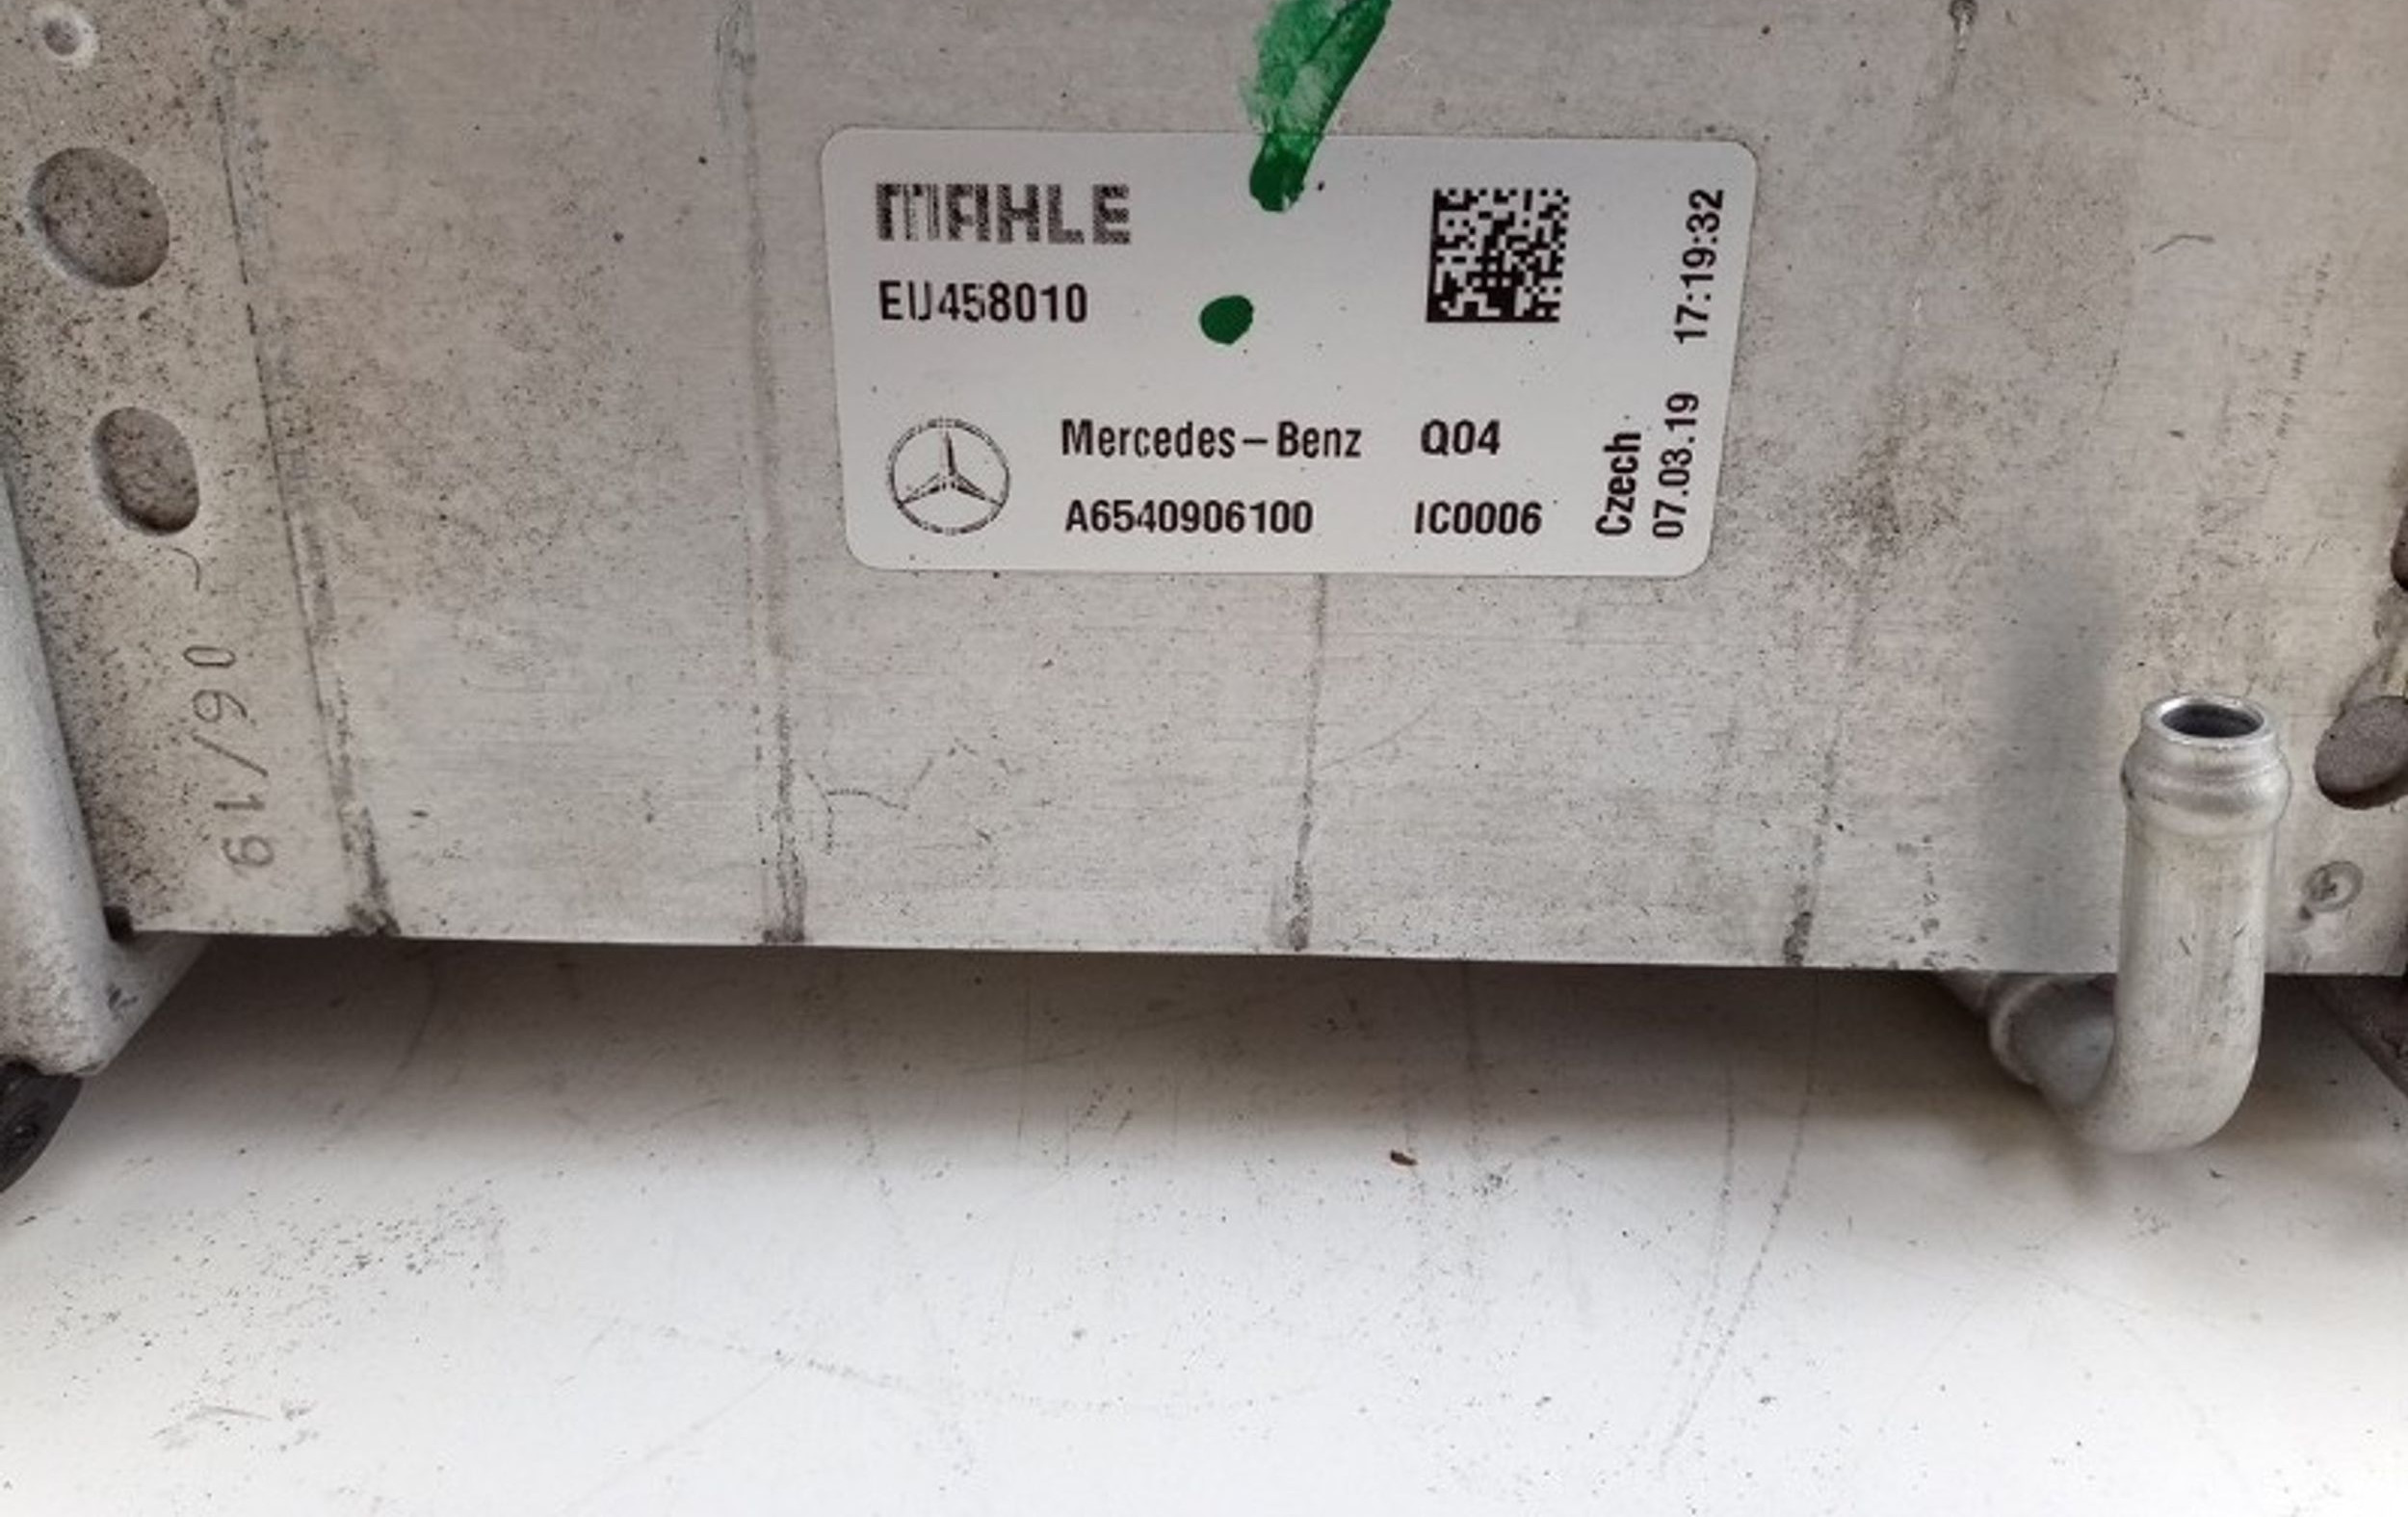 MAHLE
EU458010
Mercedes-Benz Q04
A6540906100 IC0006
Czech
07.03.19 17:19:32
06/19